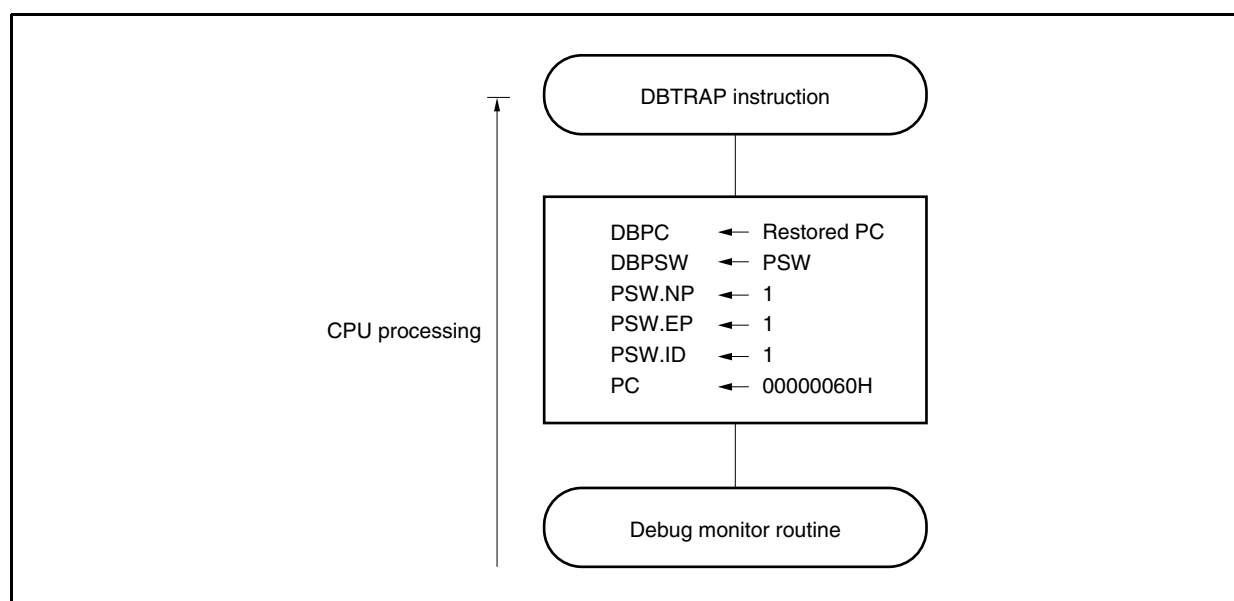 DBTRAP instruction
DBPC ← Restored PC
DBPSW ← PSW
PSW.NP ← 1
PSW.EP ← 1
PSW.ID ← 1
PC ← 00000060H
CPU processing
Debug monitor routine